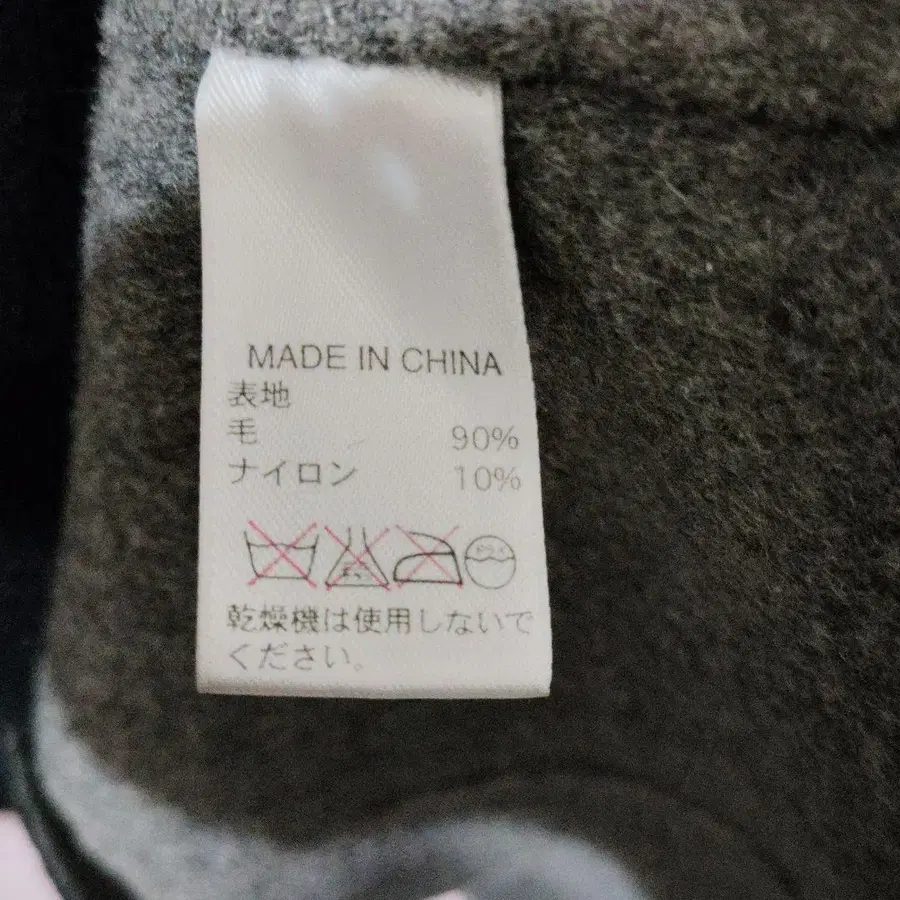 MADE IN CHINA
表地
毛 90%
ナイロン 10%
乾燥機は使用しないで
ください。